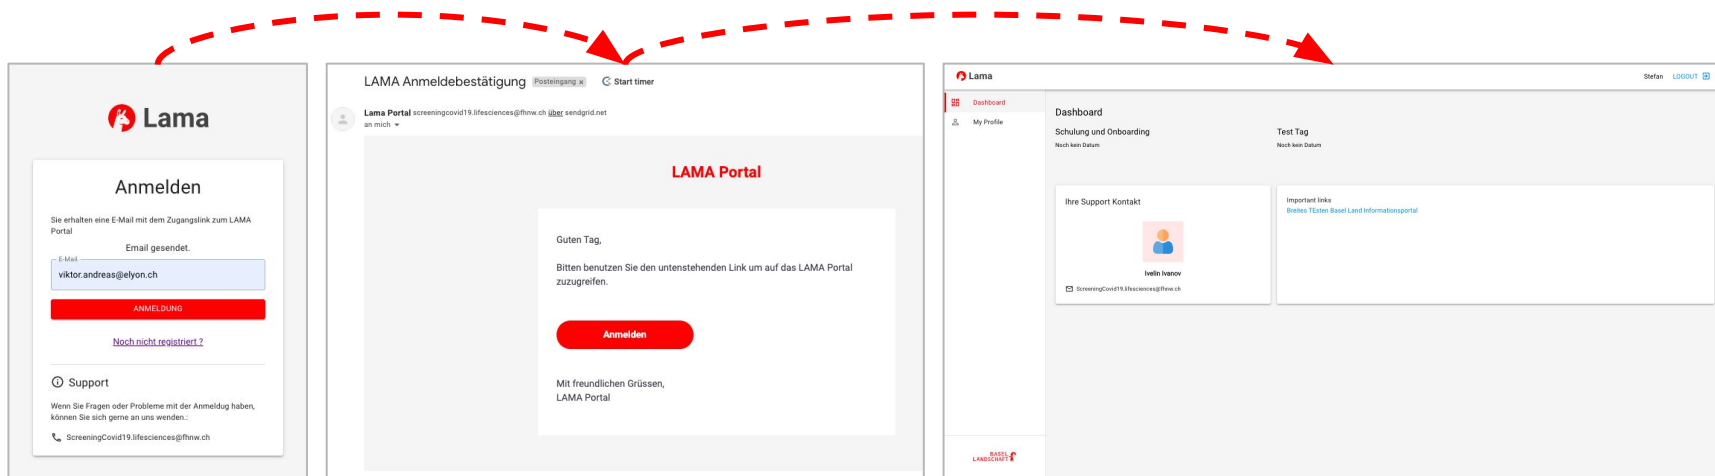 Lama
Anmelden
Sie erhalten eine E-Mail mit dem Zugangslink zum LAMA
Portal
Email gesendet.
E-Mail
viktor.andreas@elyon.ch
ANMELDUNG
Noch nicht registriert ?
Support
Wenn Sie Fragen oder Probleme mit der Anmeldug haben,
können Sie sich gerne an uns wenden.:
ScreeningCovid19.lifesciences@fhnw.ch
LAMA Anmeldebestätigung Posteingang x Start timer
Lama Portal screeningcovid19.lifesciences@fhnw.ch über sendgrid.net
an mich
LAMA Portal
Guten Tag,
Bitten benutzen Sie den untenstehenden Link um auf das LAMA Portal
zuzugreifen.
Anmelden
Mit freundlichen Grüssen,
LAMA Portal
Lama
Stefan LOGOUT
Dashboard
My Profile
Dashboard
Schulung und Onboarding
Noch kein Datum
Test Tag
Noch kein Datum
Ihre Support Kontakt
Ivelin Ivanov
ScreeningCovid19.lifesciences@fhnw.ch
Important links
Breites TEsten Basel Land Informationsportal
BASEL
LANDSCHAFT